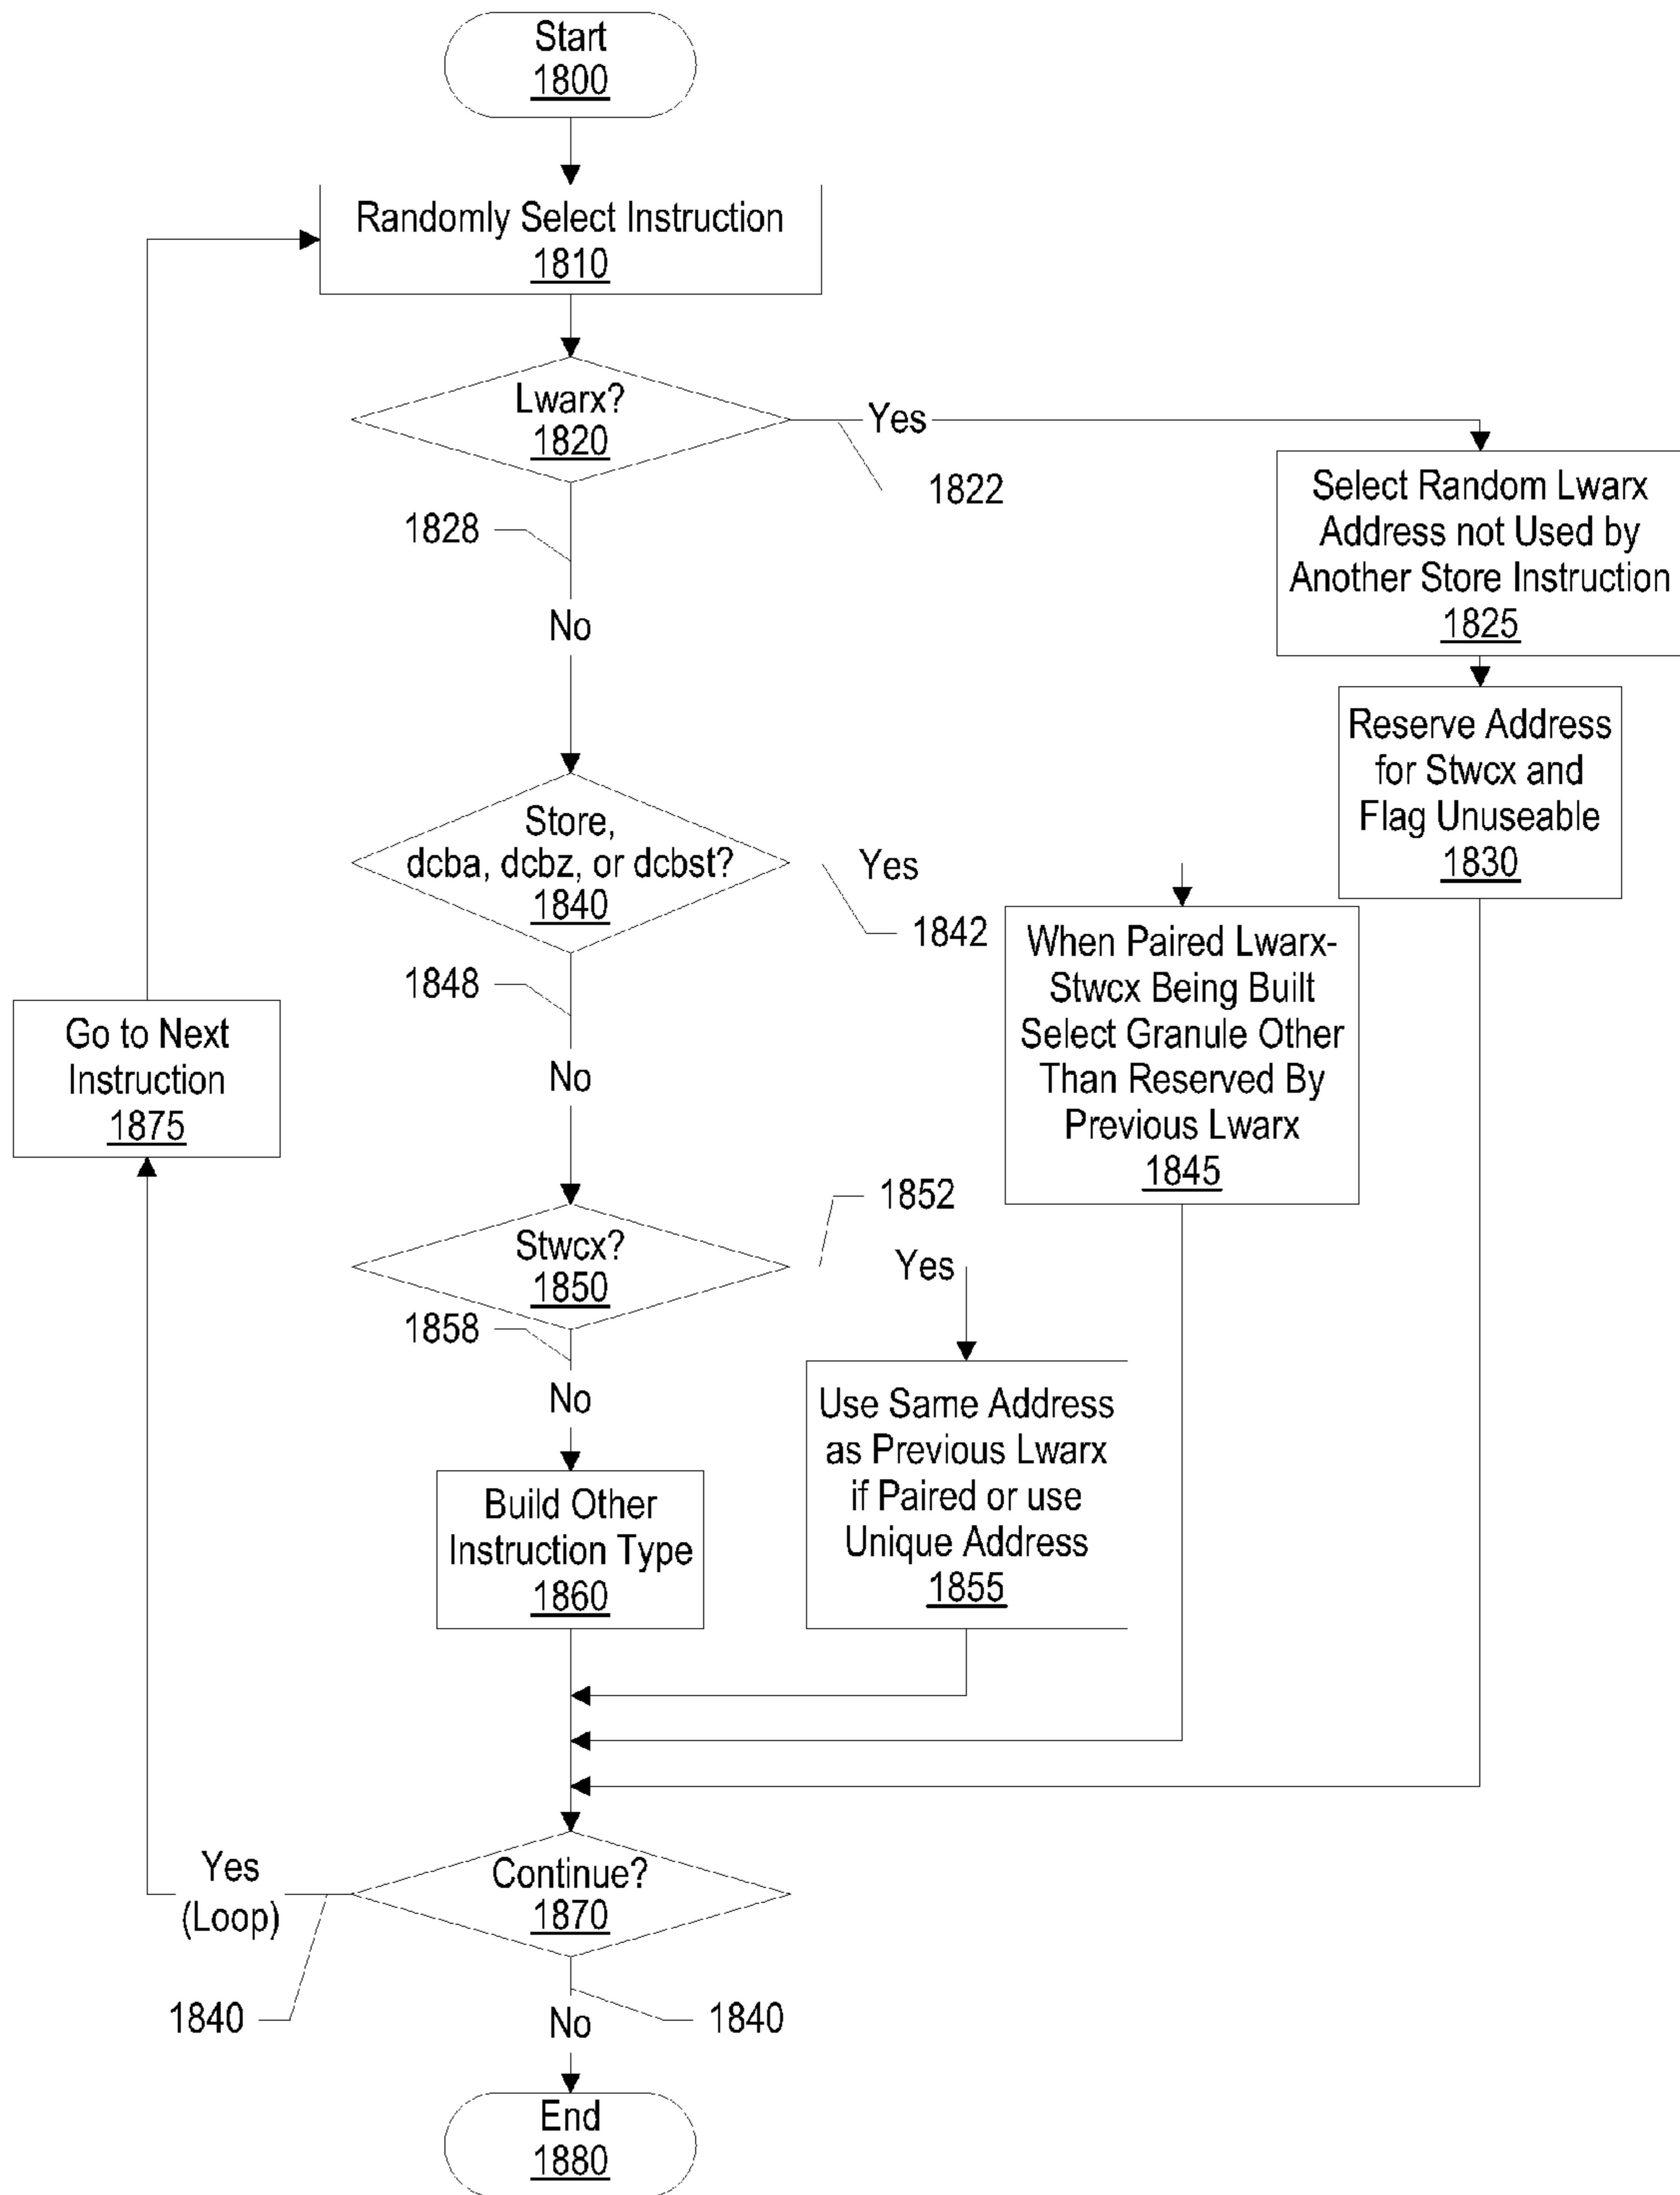 Start
1800
Randomly Select Instruction
1810
Lwarx?
1820
Yes
1822
1828
No
Select Random Lwarx
Address not Used by
Another Store Instruction
1825
Reserve Address
for Stwcx and
Flag Unuseable
1830
Store,
dcba, dcbz, or dcbst?
1840
Yes
1842
1848
No
When Paired Lwarx-
Stwcx Being Built
Select Granule Other
Than Reserved By
Previous Lwarx
1845
Go to Next
Instruction
1875
Stwcx?
1850
1852
Yes
1858
No
Use Same Address
as Previous Lwarx
if Paired or use
Unique Address
1855
Build Other
Instruction Type
1860
Continue?
1870
Yes
(Loop)
1840
No
1840
End
1880